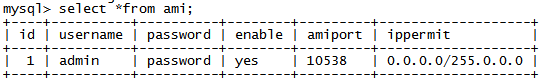 mysql> select *from ami;
+----+----------+----------+--------+---------+-------------------+
| id | username | password | enable | amiport | ippermit          |
+----+----------+----------+--------+---------+-------------------+
|  1 | admin    | password | yes    | 10538   | 0.0.0.0/255.0.0.0 |
+----+----------+----------+--------+---------+-------------------+